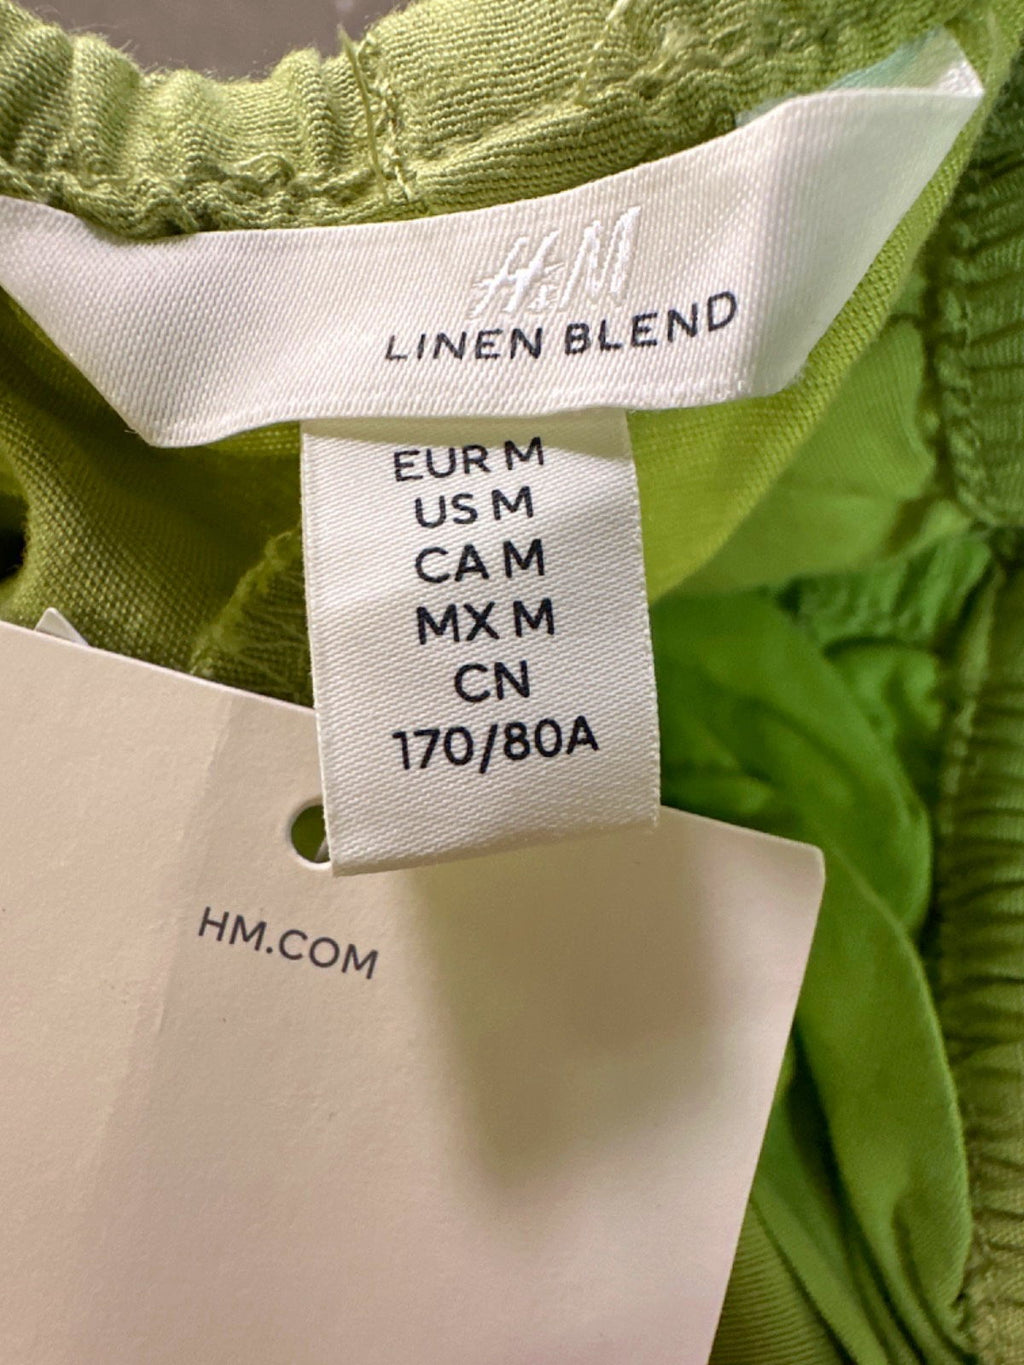 H&M
LINEN BLEND
EUR M
US M
CA M
MX M
CN
170/80A
HM.COM